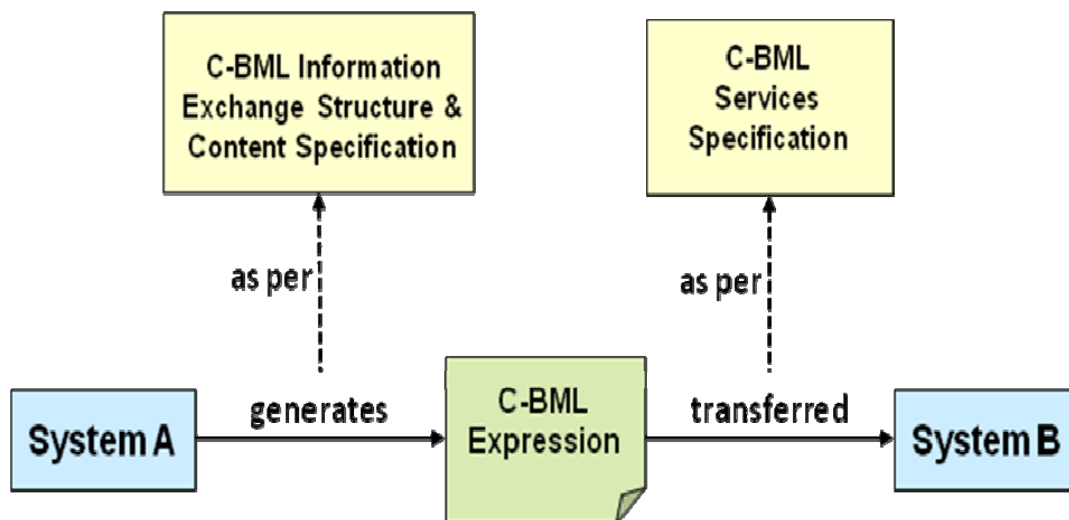 C-BML Information
Exchange Structure &
Content Specification
C-BML
Services
Specification
as per
as per
System A
generates
C-BML
Expression
transferred
System B